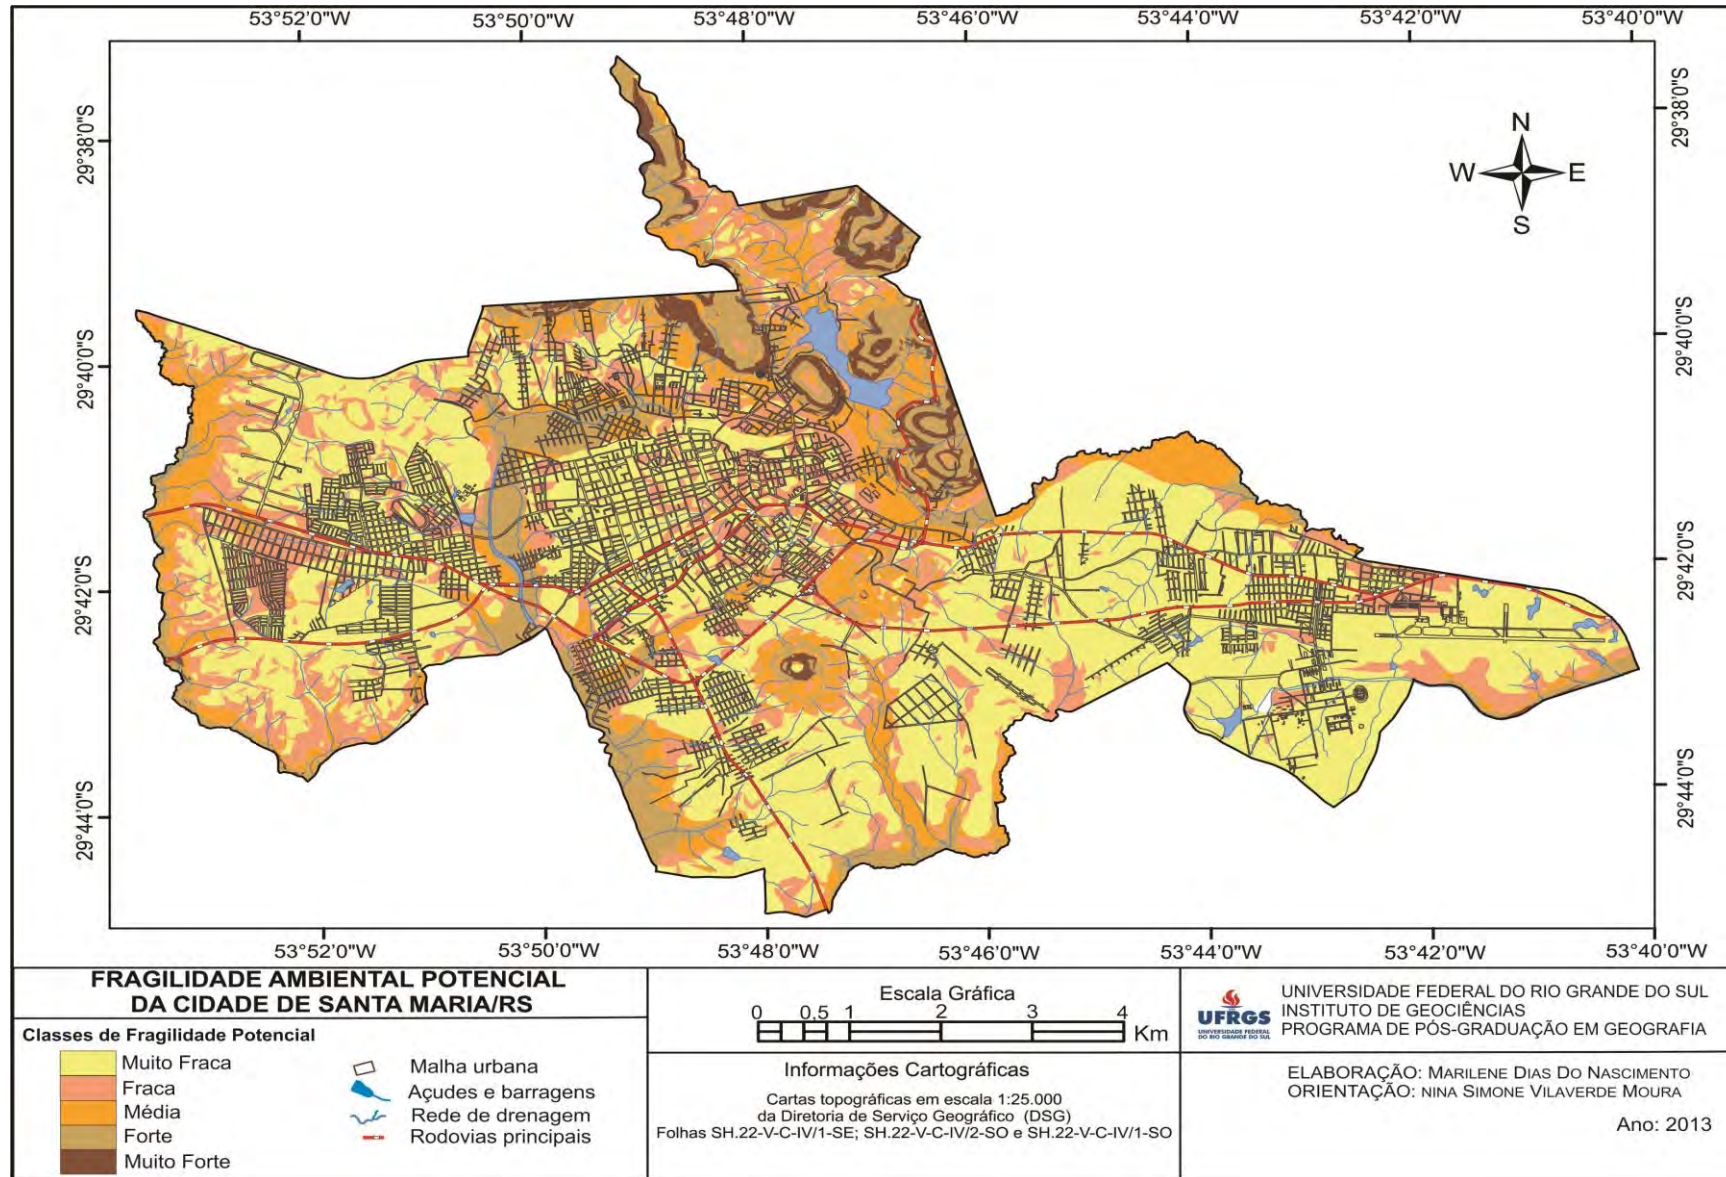 53°52'0"W 53°50'0"W 53°48'0"W 53°46'0"W 53°44'0"W 53°42'0"W 53°40'0"W
29°38'0"S
29°38'0"S
N
W E
S
29°40'0"S
29°40'0"S
29°42'0"S
29°42'0"S
29°44'0"S
29°44'0"S
53°52'0"W 53°50'0"W 53°48'0"W 53°46'0"W 53°44'0"W 53°42'0"W 53°40'0"W
FRAGILIDADE AMBIENTAL POTENCIAL
DA CIDADE DE SANTA MARIA/RS
Classes de Fragilidade Potencial
Muito Fraca
Fraca
Média
Forte
Muito Forte
Malha urbana
Açudes e barragens
Rede de drenagem
Rodovias principais
Escala Gráfica
0 0,5 1 2 3 4
Km
Informações Cartográficas
Cartas topográficas em escala 1:25.000
da Diretoria de Serviço Geográfico (DSG)
Folhas SH.22-V-C-IV/1-SE; SH.22-V-C-IV/2-SO e SH.22-V-C-IV/1-SO
UFRGS
UNIVERSIDADE FEDERAL
DO RIO GRANDE DO SUL
UNIVERSIDADE FEDERAL DO RIO GRANDE DO SUL
INSTITUTO DE GEOCIÊNCIAS
PROGRAMA DE PÓS-GRADUAÇÃO EM GEOGRAFIA
ELABORAÇÃO: MARILENE DIAS DO NASCIMENTO
ORIENTAÇÃO: NINA SIMONE VILAVERDE MOURA
Ano: 2013